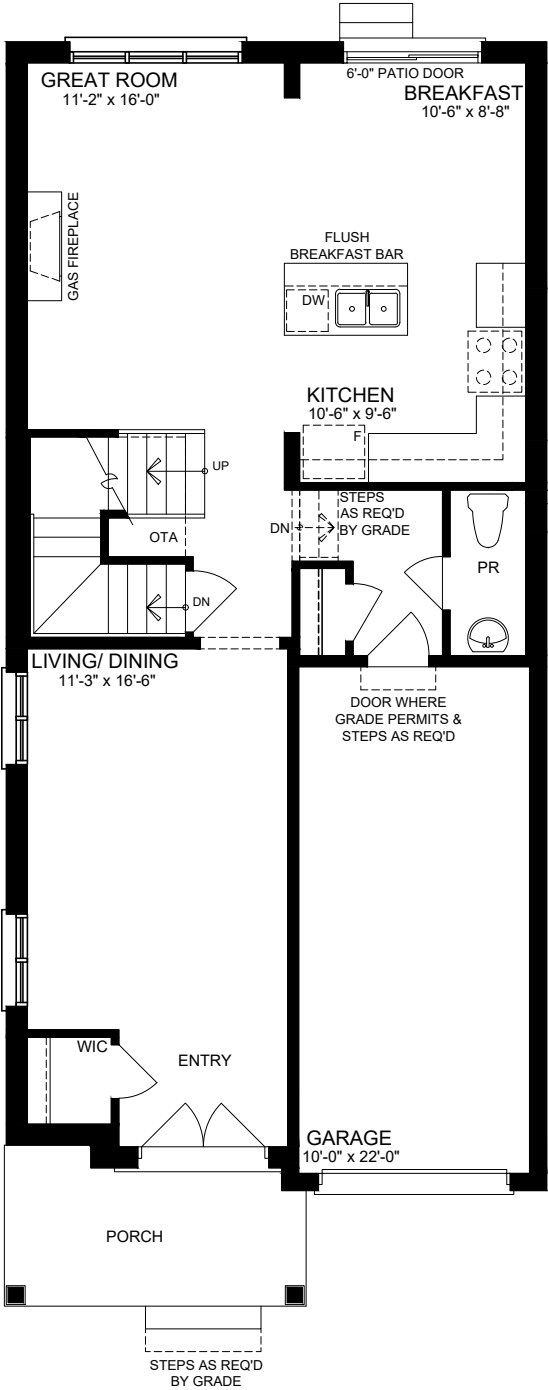 6'-0" PATIO DOOR
GREAT ROOM
11'-2" x 16'-0"
BREAKFAST
10'-6" x 8'-8"
GAS FIREPLACE
FLUSH
BREAKFAST BAR
DW
KITCHEN
10'-6" x 9'-6"
F
UP
OTA
DN
DN
STEPS
AS REQ'D
BY GRADE
PR
LIVING/ DINING
11'-3" x 16'-6"
DOOR WHERE
GRADE PERMITS &
STEPS AS REQ'D
WIC
ENTRY
GARAGE
10'-0" x 22'-0"
PORCH
STEPS AS REQ'D
BY GRADE